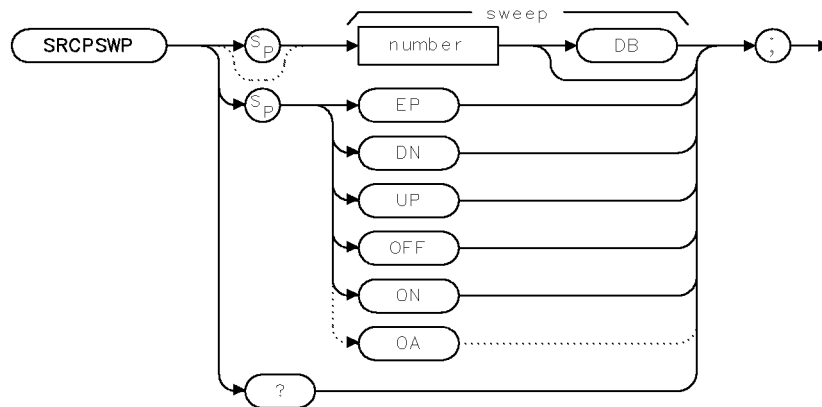 sweep
SRCPSWP SP number DB ;
SP EP
DN
UP
OFF
ON
OA
?